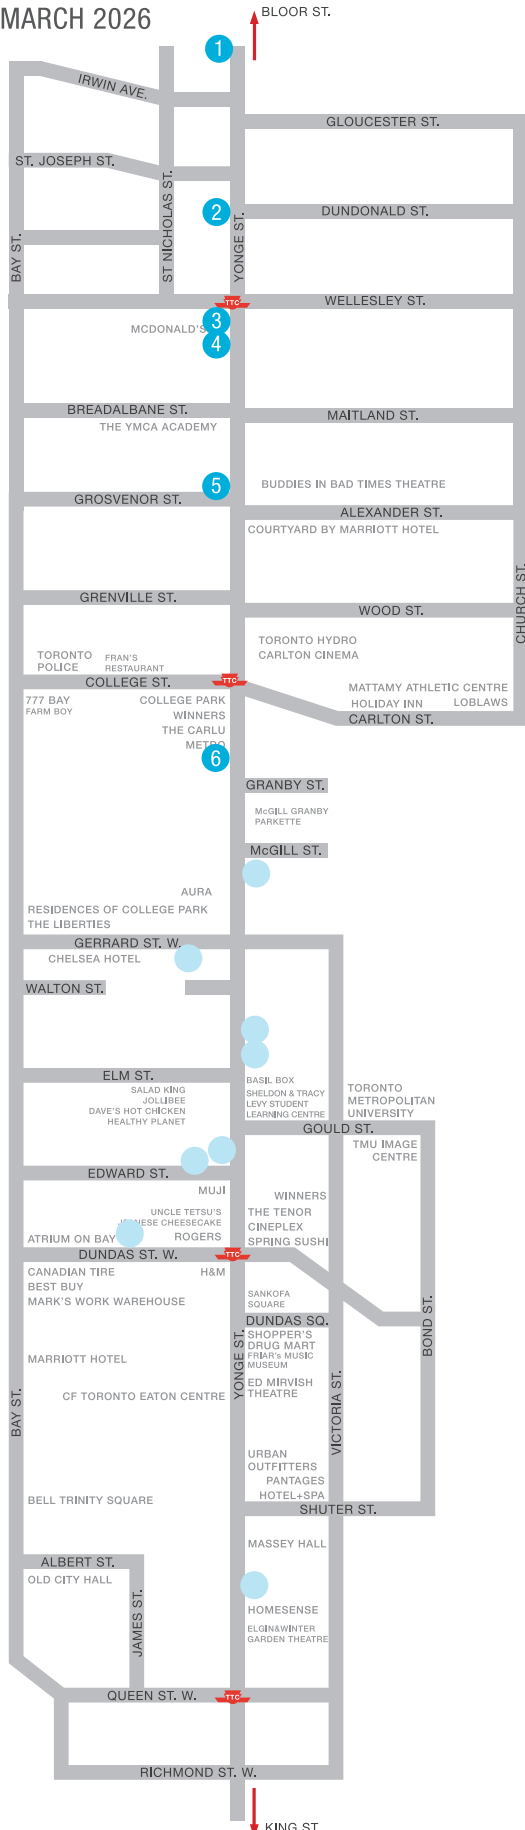 MARCH 2026
BLOOR ST.
1
IRWIN AVE.
GLOUCESTER ST.
ST. JOSEPH ST.
ST NICHOLAS ST.
2
DUNDONALD ST.
YONGE ST.
BAY ST.
TTC
WELLESLEY ST.
3
MCDONALD'S
4
BREADALBANE ST.
MAITLAND ST.
THE YMCA ACADEMY
5
BUDDIES IN BAD TIMES THEATRE
GROSVENOR ST.
ALEXANDER ST.
COURTYARD BY MARRIOTT HOTEL
CHURCH ST.
GRENVILLE ST.
WOOD ST.
TORONTO HYDRO
CARLTON CINEMA
TORONTO
POLICE
FRAN'S
RESTAURANT
TTC
COLLEGE ST.
MATTAMY ATHLETIC CENTRE
HOLIDAY INN
LOBLAWS
CARLTON ST.
777 BAY
FARM BOY
COLLEGE PARK
WINNERS
THE CARLU
METRO
6
GRANBY ST.
McGILL GRANBY
PARKETTE
McGILL ST.
AURA
RESIDENCES OF COLLEGE PARK
THE LIBERTIES
GERRARD ST. W.
CHELSEA HOTEL
WALTON ST.
ELM ST.
BASIL BOX
SHELDON & TRACY
LEVY STUDENT
LEARNING CENTRE
TORONTO
METROPOLITAN
UNIVERSITY
SALAD KING
JOLLIBEE
DAVE'S HOT CHICKEN
HEALTHY PLANET
GOULD ST.
TMU IMAGE
CENTRE
EDWARD ST.
MUJI
WINNERS
UNCLE TETSU'S
JAPANESE CHEESECAKE
THE TENOR
CINEPLEX
SPRING SUSHI
ATRIUM ON BAY
ROGERS
DUNDAS ST. W.
TTC
CANADIAN TIRE
BEST BUY
MARK'S WORK WAREHOUSE
H&M
SANKOFA
SQUARE
DUNDAS SQ.
BOND ST.
SHOPPER'S
DRUG MART
FRIAR's MUSIC
MUSEUM
YONGE ST.
MARRIOTT HOTEL
ED MIRVISH
THEATRE
CF TORONTO EATON CENTRE
BAY ST.
VICTORIA ST.
URBAN
OUTFITTERS
PANTAGES
HOTEL+SPA
BELL TRINITY SQUARE
SHUTER ST.
MASSEY HALL
ALBERT ST.
OLD CITY HALL
JAMES ST.
HOMESENSE
ELGIN&WINTER
GARDEN THEATRE
QUEEN ST. W.
TTC
RICHMOND ST. W.
KING ST